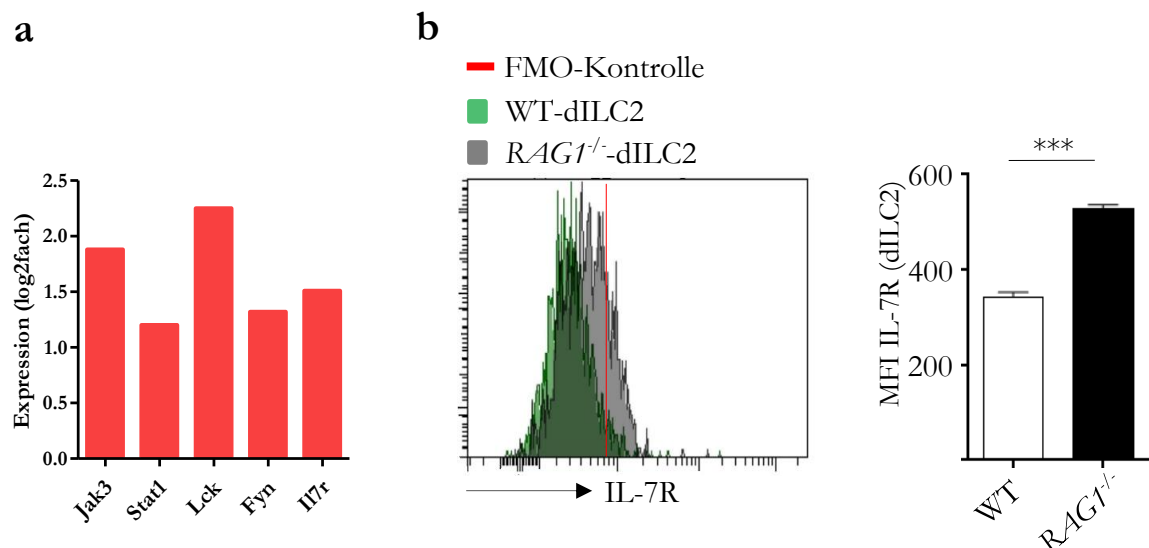 a
b
FMO-Kontrolle
WT-dILC2
RAG1-/--dILC2
Expression (log2fach)
2.5
2.0
1.5
1.0
0.5
0.0
Jak3
Stat1
Lck
Fyn
Il7r
IL-7R
MFI IL-7R (dILC2)
***
600
400
200
WT
RAG1-/-